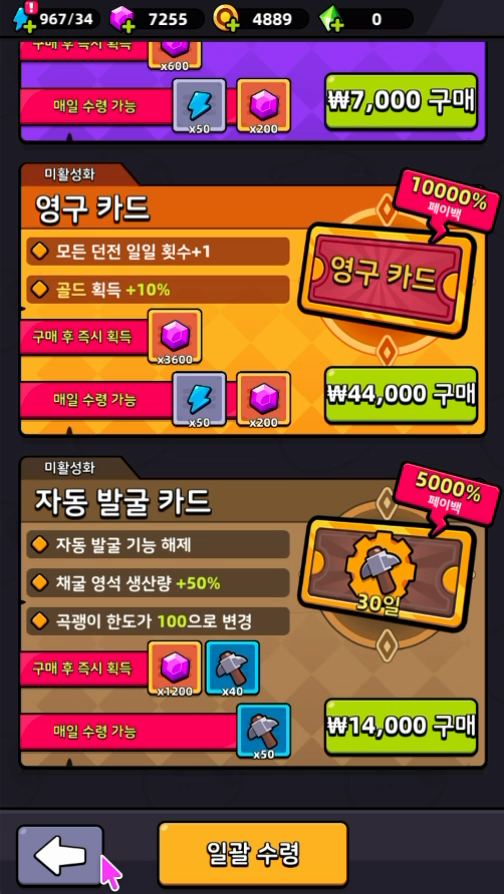 967/34 7255 4889 0
구매 후 즉시 획득
x600
매일 수령 가능
x50 x200
₩7,000 구매
미활성화
영구 카드
10000%
페이백
모든 던전 일일 횟수+1
골드 획득 +10%
영구 카드
구매 후 즉시 획득
x3600
매일 수령 가능
x50 x200
₩44,000 구매
미활성화
자동 발굴 카드
5000%
페이백
자동 발굴 기능 해제
채굴 영석 생산량 +50%
곡괭이 한도가 100으로 변경
30일
구매 후 즉시 획득
x1200 x40
매일 수령 가능
x50
₩14,000 구매
일괄 수령